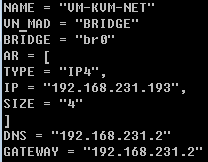 NAME = "VM-KVM-NET"
VN_MAD = "BRIDGE"
BRIDGE = "br0"
AR = [
TYPE = "IP4",
IP = "192.168.231.193",
SIZE = "4"
]
DNS = "192.168.231.2"
GATEWAY = "192.168.231.2"